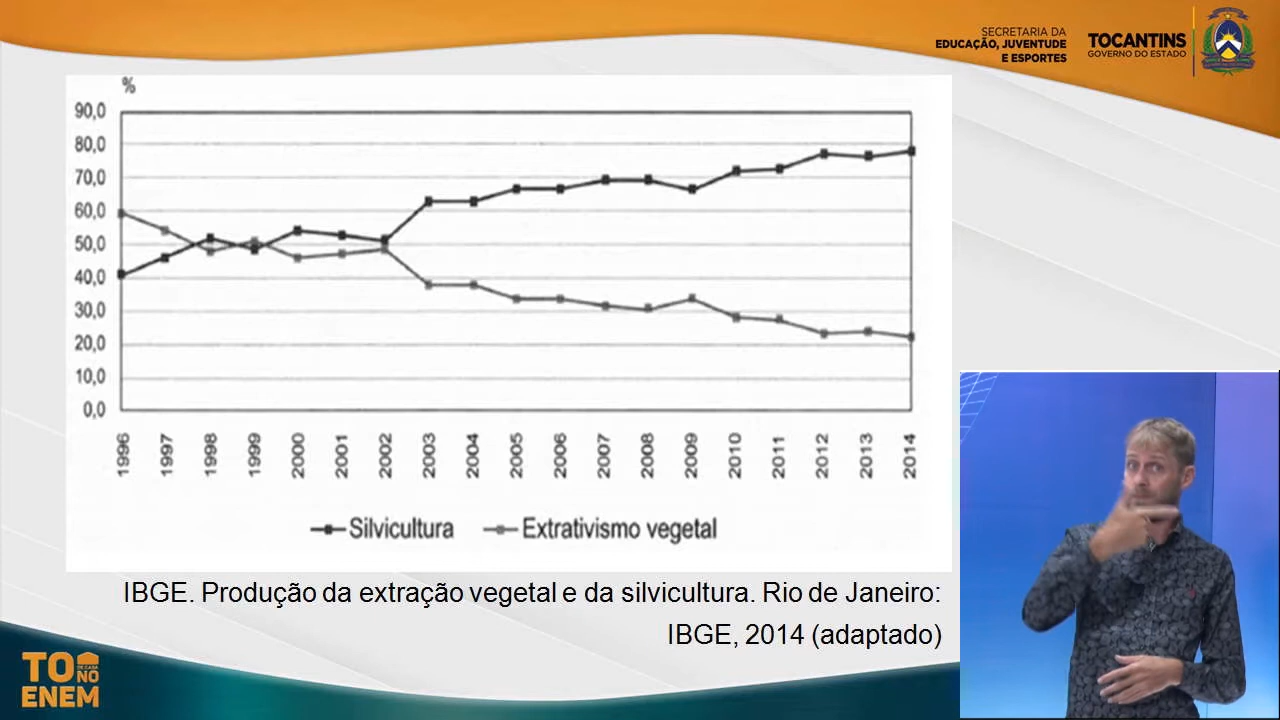 SECRETARIA DA
EDUCAÇÃO, JUVENTUDE
E ESPORTES
TOCANTINS
GOVERNO DO ESTADO
%
90,0
80,0
70,0
60,0
50,0
40,0
30,0
20,0
10,0
0,0
1996 1997 1998 1999 2000 2001 2002 2003 2004 2005 2006 2007 2008 2009 2010 2011 2012 2013 2014
Silvicultura Extrativismo vegetal
IBGE. Produção da extração vegetal e da silvicultura. Rio de Janeiro:
IBGE, 2014 (adaptado)
TO DE CASA NO
ENEM